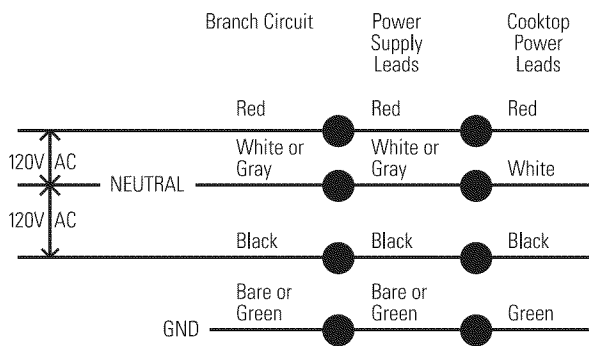 Branch Circuit
Power
Supply
Leads
Cooktop
Power
Leads
Red
Red
Red
120V AC
White or
Gray
White or
Gray
White
NEUTRAL
120V AC
Black
Black
Black
Bare or
Green
Bare or
Green
Green
GND